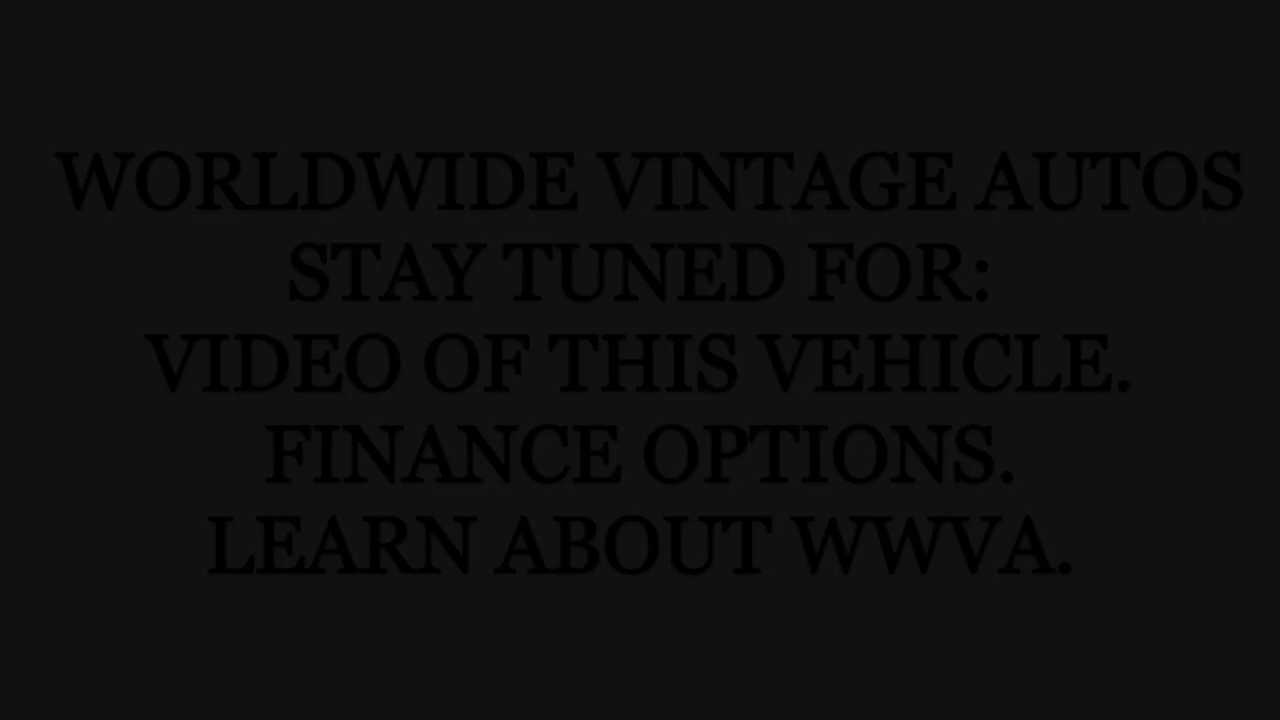 WORLDWIDE VINTAGE AUTOS
STAY TUNED FOR:
VIDEO OF THIS VEHICLE.
FINANCE OPTIONS.
LEARN ABOUT WWVA.